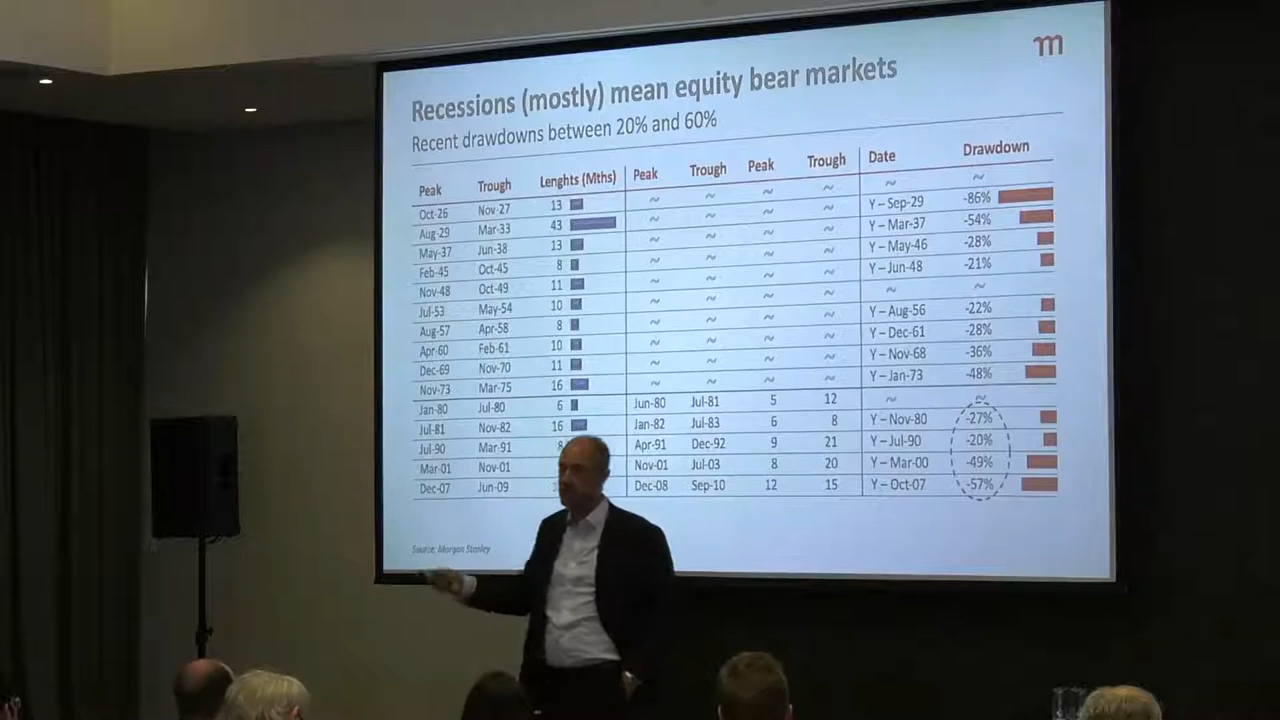 m
Recessions (mostly) mean equity bear markets
Recent drawdowns between 20% and 60%
Peak Trough Lenghts (Mths) Peak Trough Peak Trough Date Drawdown
Oct-26 Nov-27 13 ~ ~ ~ ~ ~ ~
Aug-29 Mar-33 43 ~ ~ ~ ~ Y – Sep-29 -86%
May-37 Jun-38 13 ~ ~ ~ ~ Y – Mar-37 -54%
Feb-45 Oct-45 8 ~ ~ ~ ~ Y – May-46 -28%
Nov-48 Oct-49 11 ~ ~ ~ ~ Y – Jun-48 -21%
Jul-53 May-54 10 ~ ~ ~ ~ ~ ~
Aug-57 Apr-58 8 ~ ~ ~ ~ Y – Aug-56 -22%
Apr-60 Feb-61 10 ~ ~ ~ ~ Y – Dec-61 -28%
Dec-69 Nov-70 11 ~ ~ ~ ~ Y – Nov-68 -36%
Nov-73 Mar-75 16 ~ ~ ~ ~ Y – Jan-73 -48%
Jan-80 Jul-80 6 Jun-80 Jul-81 5 12 ~ ~
Jul-81 Nov-82 16 Jan-82 Jul-83 6 8 Y – Nov-80 -27%
Jul-90 Mar-91 Apr-91 Dec-92 9 21 Y – Jul-90 -20%
Mar-01 Nov-01 Nov-01 Jul-03 8 20 Y – Mar-00 -49%
Dec-07 Jun-09 Dec-08 Sep-10 12 15 Y – Oct-07 -57%
Source: Morgan Stanley